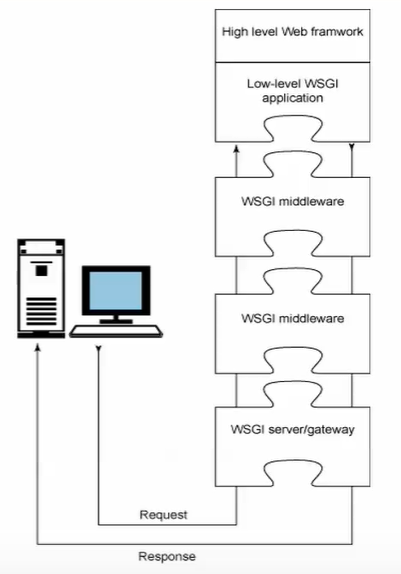 High level Web framwork
Low-level WSGI
application
WSGI middleware
WSGI middleware
WSGI server/gateway
Request
Response